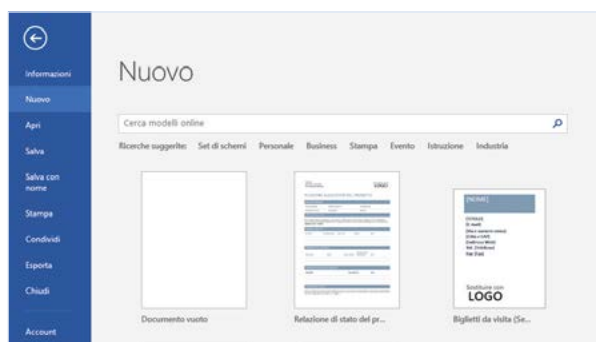 Informazioni
Nuovo
Apri
Salva
Salva con
nome
Stampa
Condividi
Esporta
Chiudi
Account
Nuovo
Cerca modelli online
Ricerche suggerite: Set di schemi Personale Business Stampa Evento Istruzione Industria
LOGO
[NOME]
Sostituire con
LOGO
Documento vuoto
Relazione di stato del pr...
Biglietti da visita (Se...